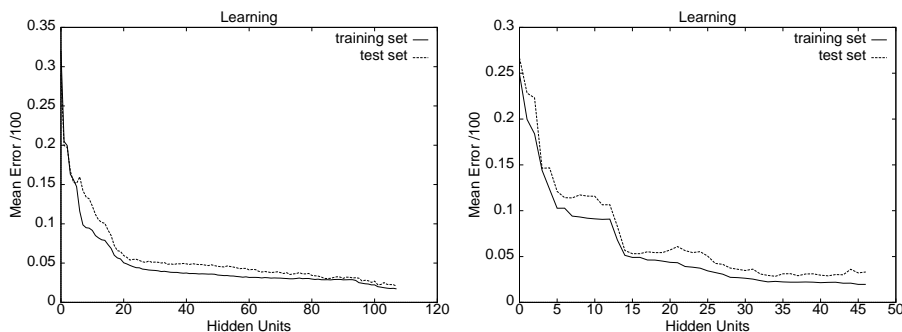 Learning
training set
test set
Mean Error /100
0.35
0.3
0.25
0.2
0.15
0.1
0.05
0
0 20 40 60 80 100 120
Hidden Units
Learning
training set
test set
Mean Error /100
0.3
0.25
0.2
0.15
0.1
0.05
0
0 5 10 15 20 25 30 35 40 45 50
Hidden Units